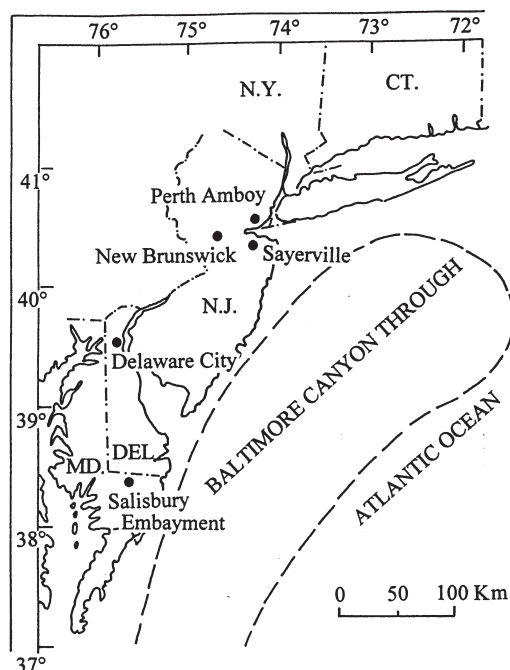 76° 75° 74° 73° 72°
N.Y.
CT.
41°
Perth Amboy
New Brunswick
Sayerville
40°
N.J.
Delaware City
BALTIMORE CANYON THROUGH
39°
ATLANTIC OCEAN
MD.
DEL.
Salisbury
Embayment
38°
0 50 100 Km
37°